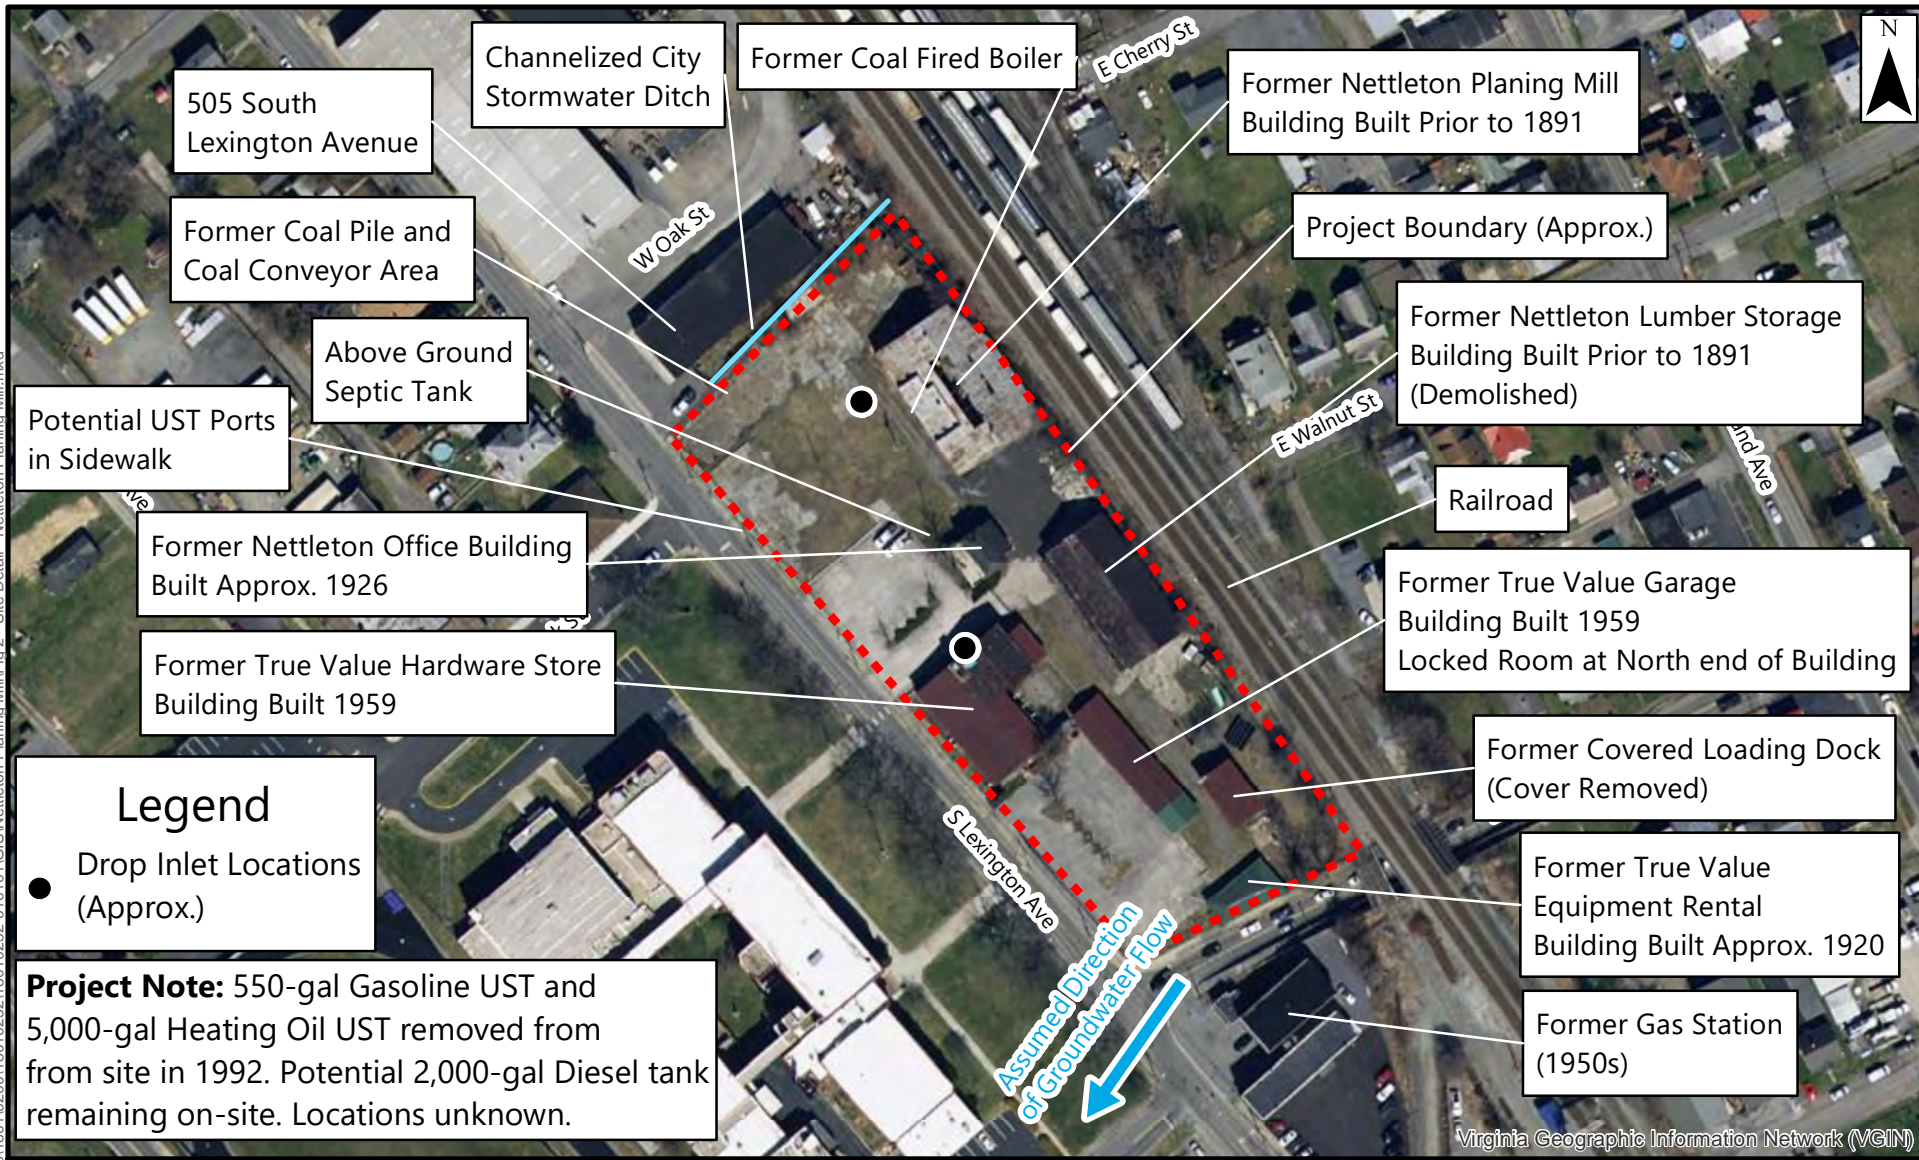 N
Channelized City
Stormwater Ditch
Former Coal Fired Boiler
E Cherry St
Former Nettleton Planing Mill
Building Built Prior to 1891
505 South
Lexington Avenue
Former Coal Pile and
Coal Conveyor Area
W Oak St
Project Boundary (Approx.)
Above Ground
Septic Tank
Former Nettleton Lumber Storage
Building Built Prior to 1891
(Demolished)
Potential UST Ports
in Sidewalk
E Walnut St
and Ave
ve
Railroad
Former Nettleton Office Building
Built Approx. 1926
Former True Value Garage
Building Built 1959
Locked Room at North end of Building
Former True Value Hardware Store
Building Built 1959
Former Covered Loading Dock
(Cover Removed)
Legend
Drop Inlet Locations
(Approx.)
S Lexington Ave
Former True Value
Equipment Rental
Building Built Approx. 1920
Assumed Direction
of Groundwater Flow
Project Note: 550-gal Gasoline UST and
5,000-gal Heating Oil UST removed from
from site in 1992. Potential 2,000-gal Diesel tank
remaining on-site. Locations unknown.
Former Gas Station
(1950s)
Virginia Geographic Information Network (VGIN)